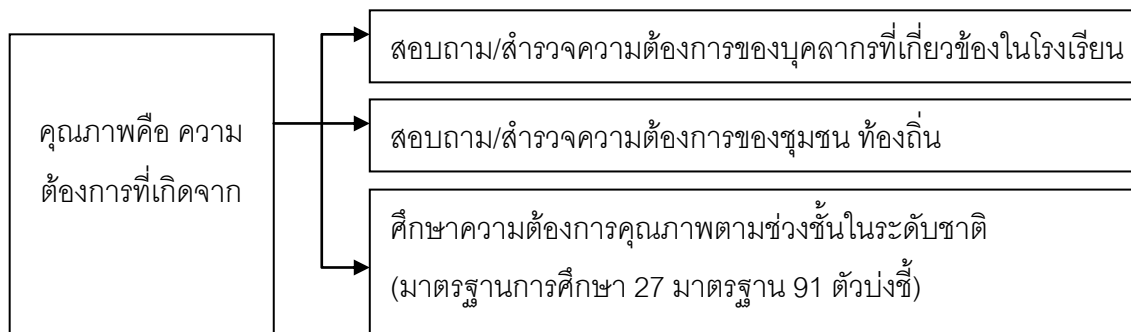 คุณภาพคือ ความ
ต้องการที่เกิดจาก
สอบถาม/สำรวจความต้องการของบุคลากรที่เกี่ยวข้องในโรงเรียน
สอบถาม/สำรวจความต้องการของชุมชน ท้องถิ่น
ศึกษาความต้องการคุณภาพตามช่วงชั้นในระดับชาติ
(มาตรฐานการศึกษา 27 มาตรฐาน 91 ตัวบ่งชี้)